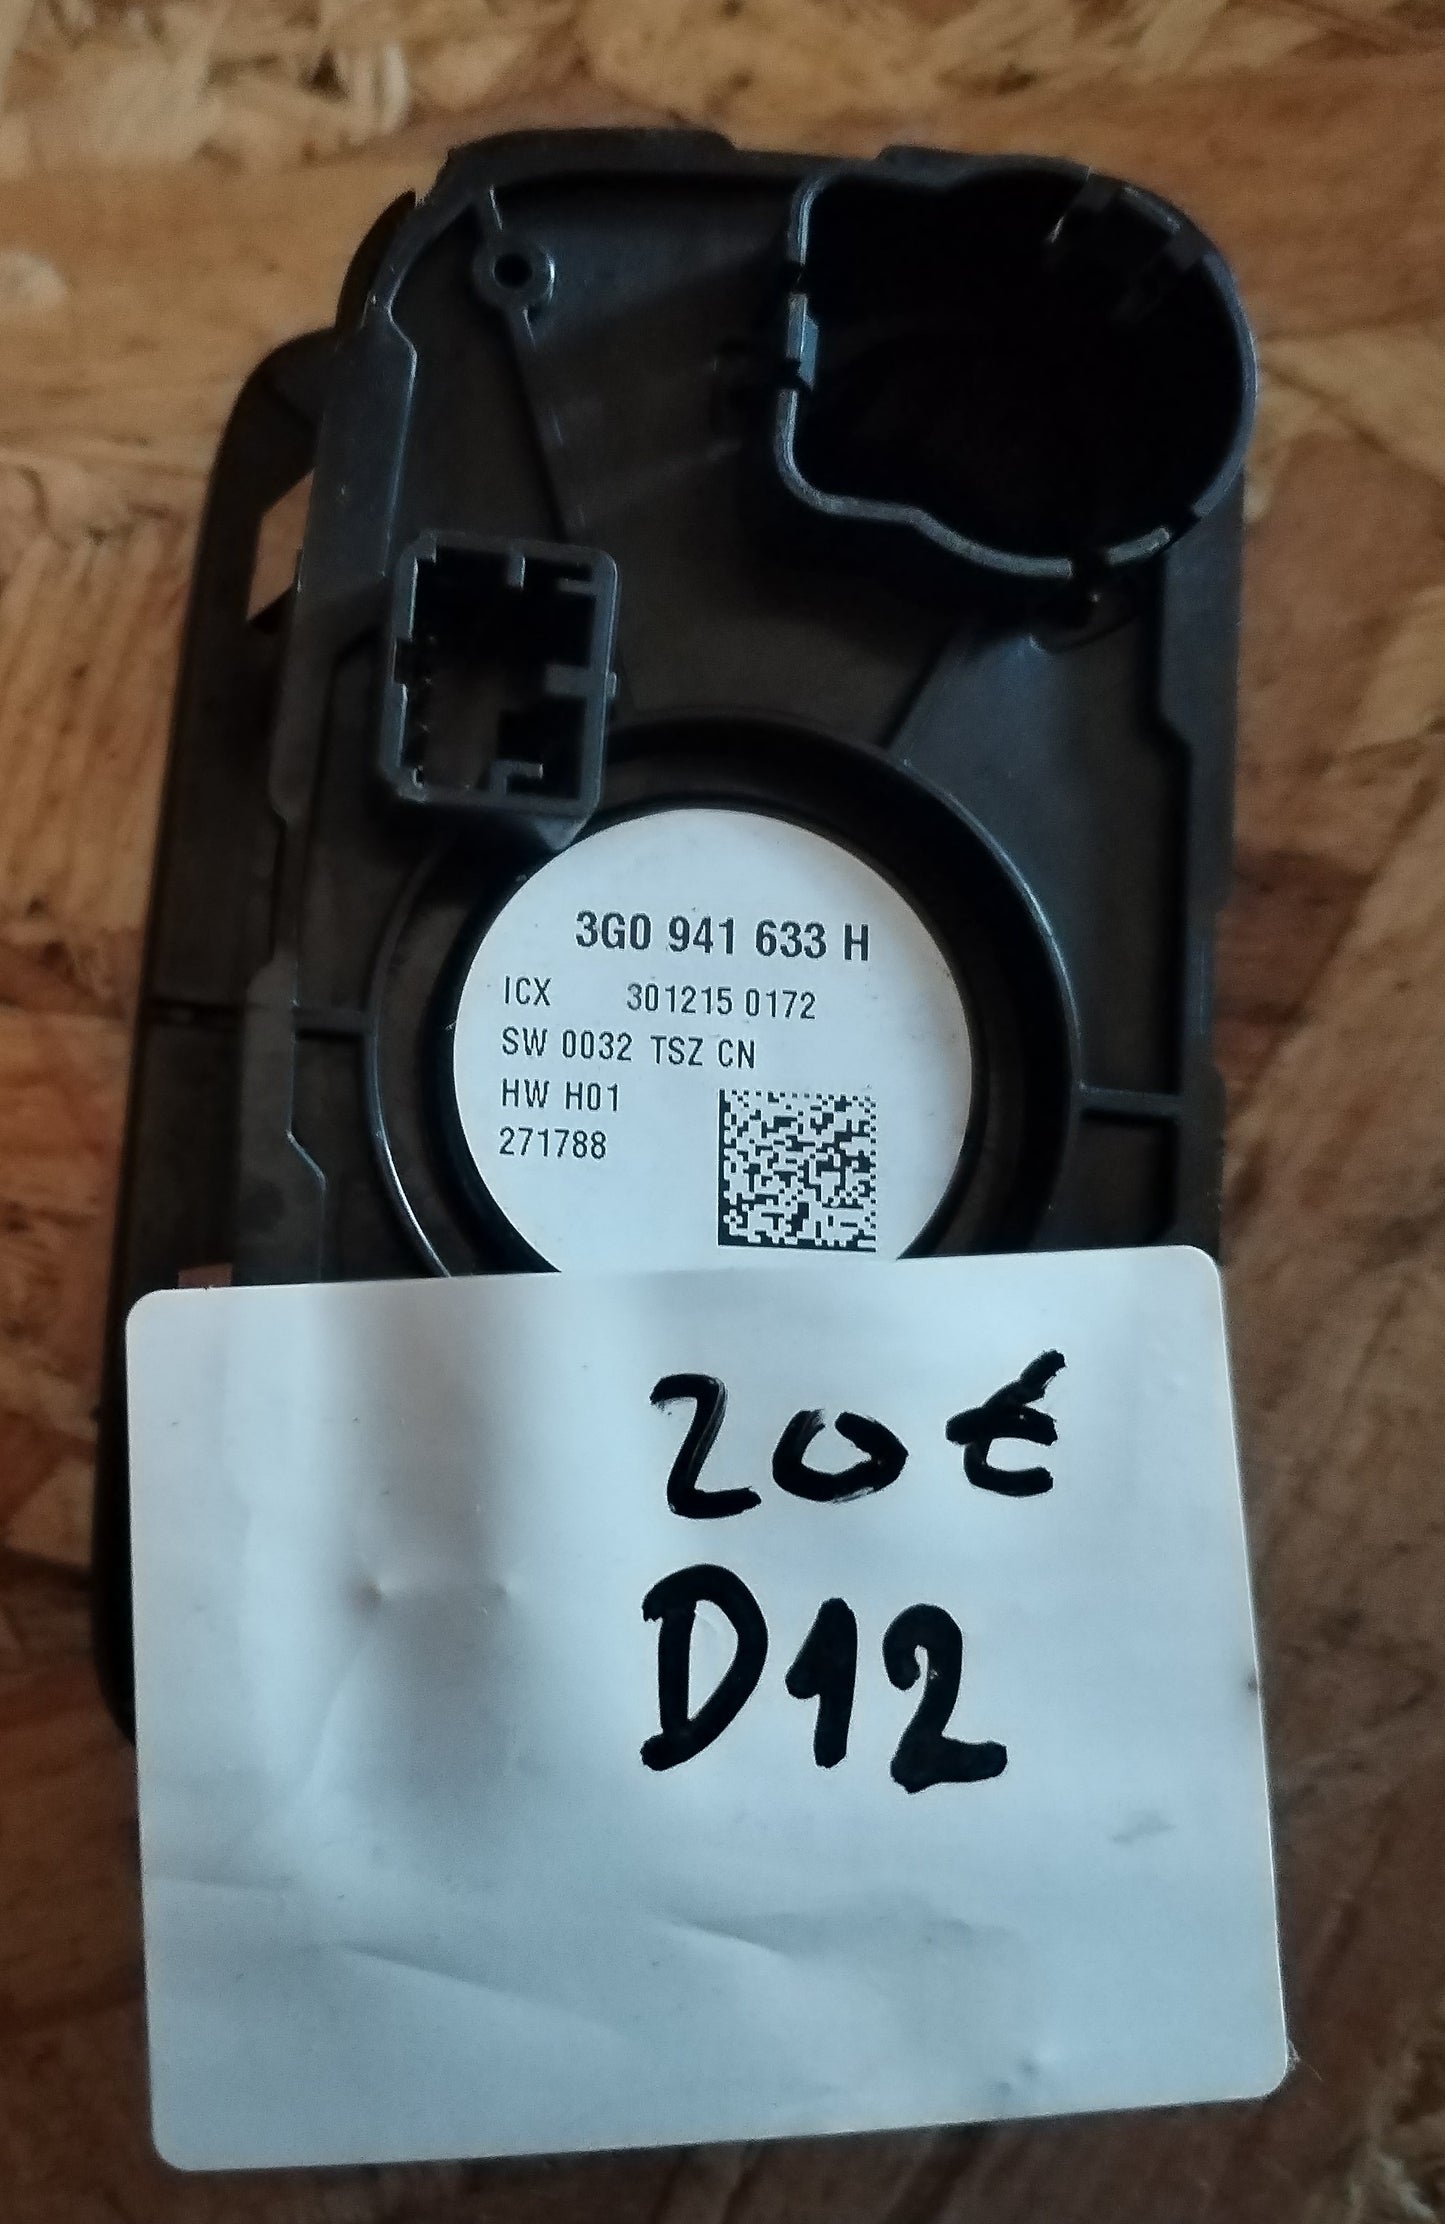 3G0 941 633 H
ICX 301215 0172
SW 0032 TSZ CN
HW H01
271788
20€
D12